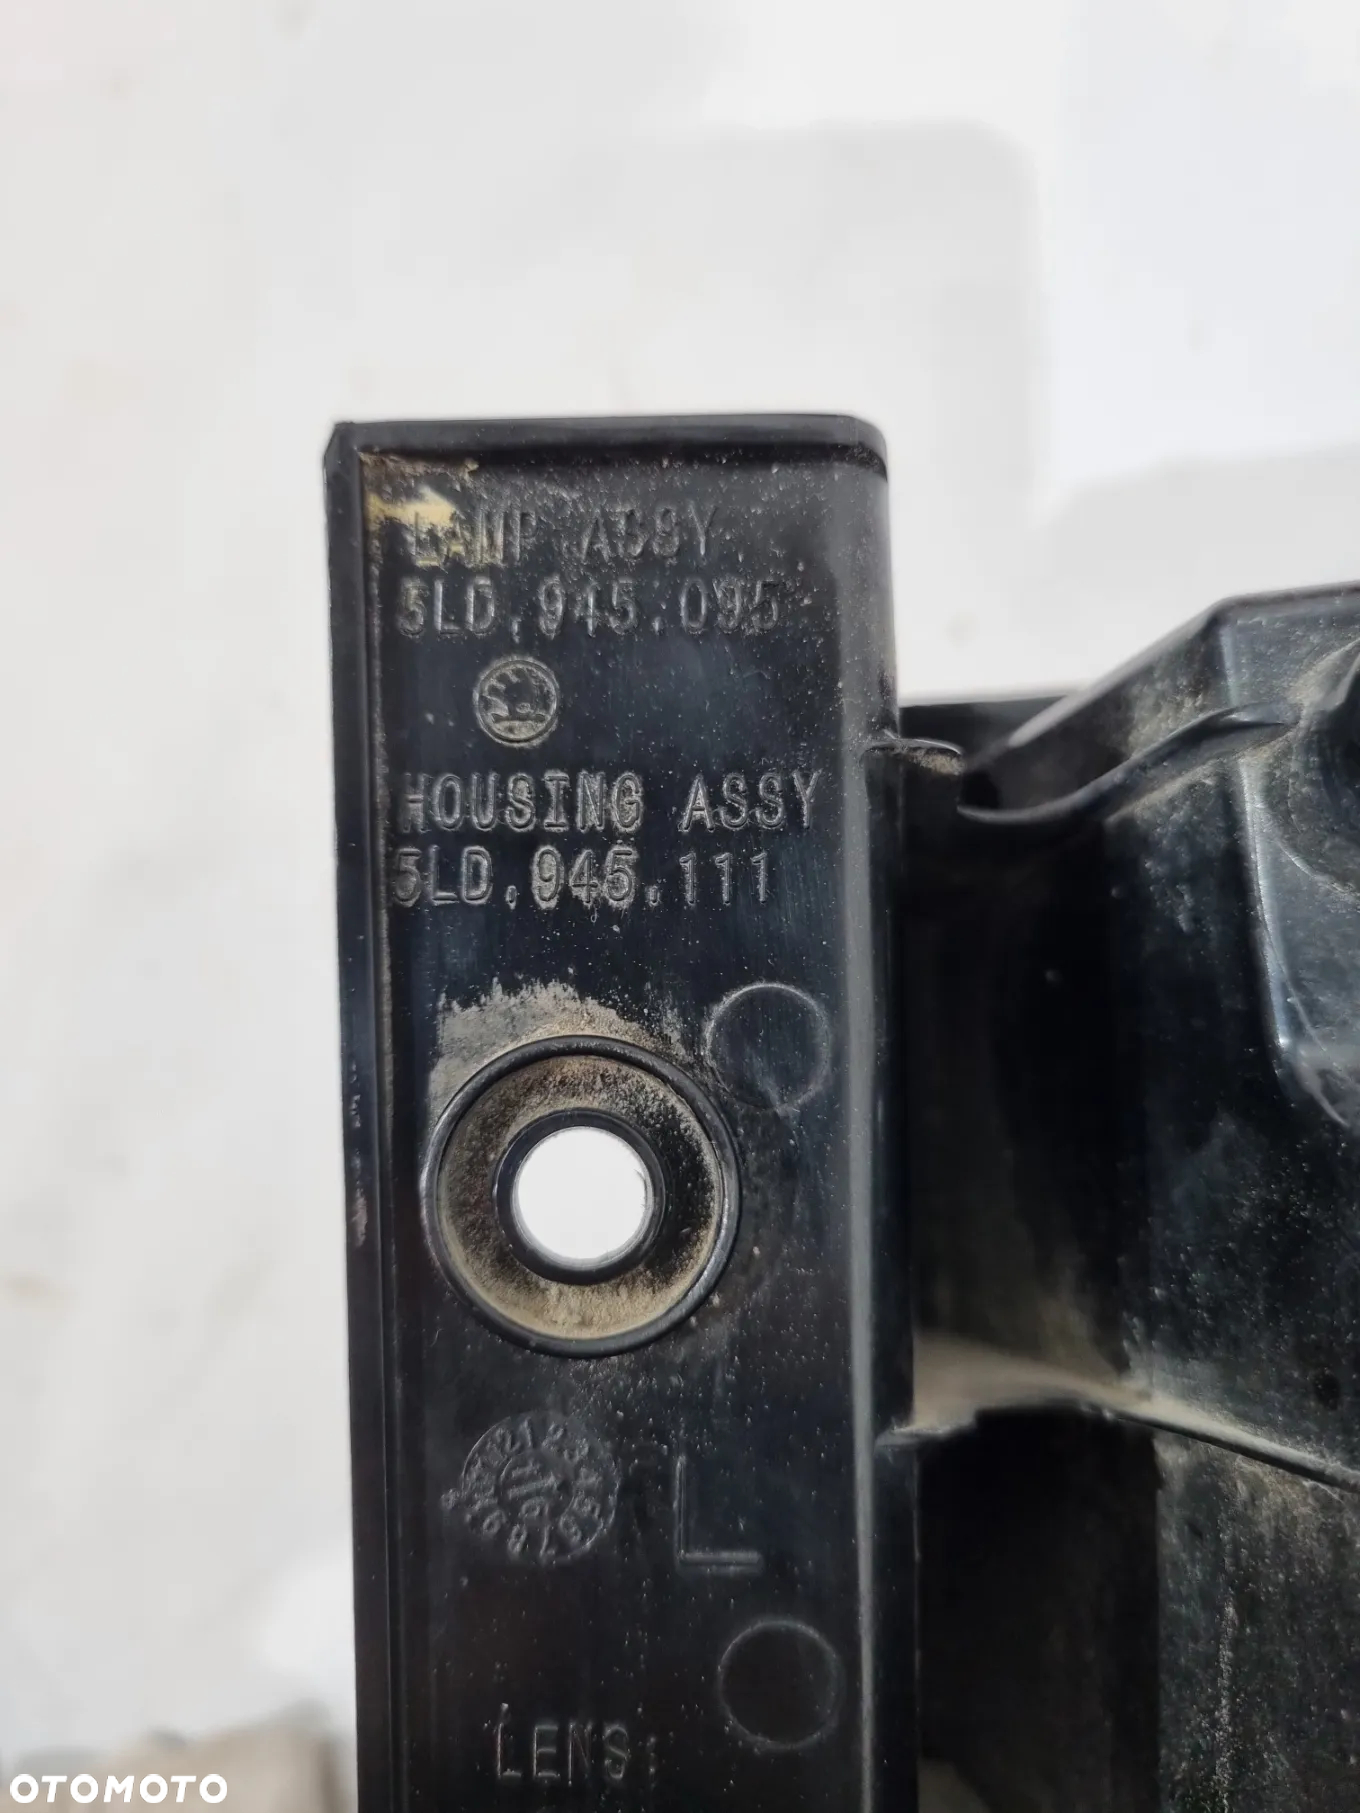 LAMP ASSY
5LD.945.095
HOUSING ASSY
5LD.945.111
L
LENS
OTOMOTO